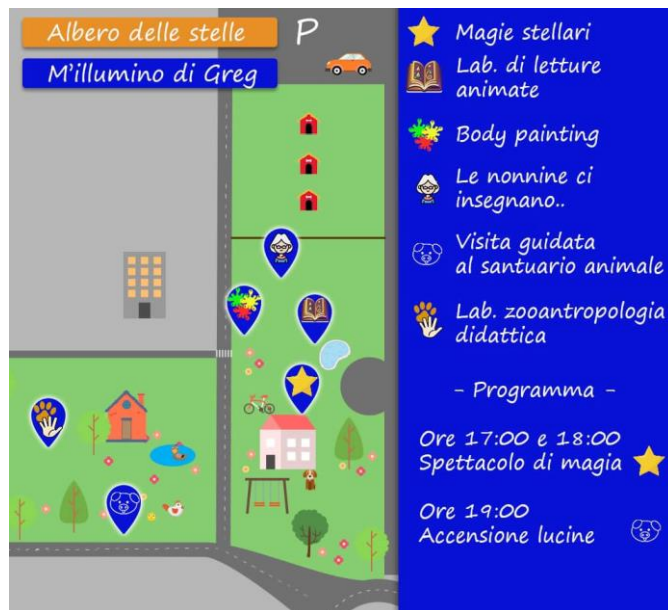 Albero delle stelle
M'illumino di Greg
P
Magie stellari
Lab. di letture
animate
Body painting
Le nonnine ci
insegnano..
Visita guidata
al santuario animale
Lab. zooantropologia
didattica
- Programma -
Ore 17:00 e 18:00
Spettacolo di magia
Ore 19:00
Accensione lucine